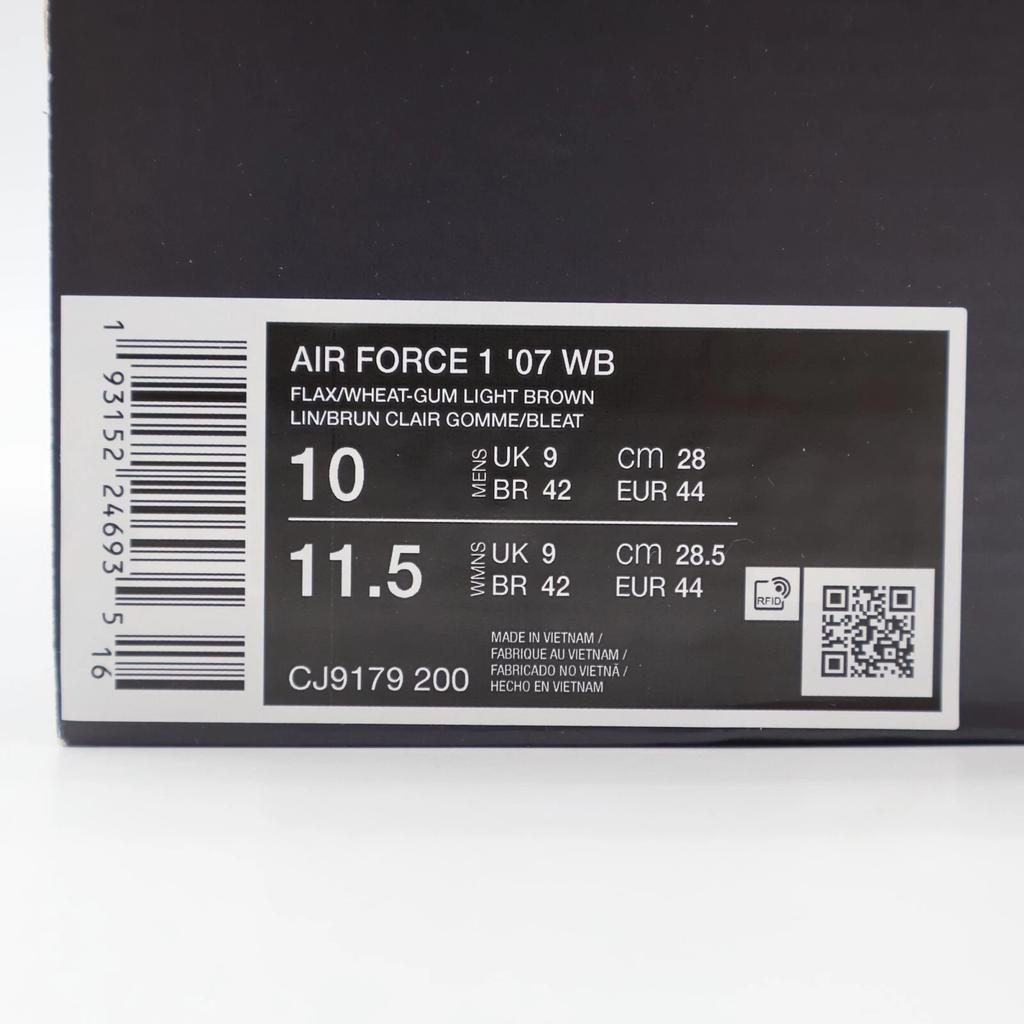 1 93152 24693 5 16
AIR FORCE 1 '07 WB
FLAX/WHEAT-GUM LIGHT BROWN
LIN/BRUN CLAIR GOMME/BLEAT
10 MENS UK 9 cm 28
BR 42 EUR 44
11.5 WMNS UK 9 cm 28.5
BR 42 EUR 44
RFID
CJ9179 200
MADE IN VIETNAM /
FABRIQUE AU VIETNAM /
FABRICADO NO VIETNÃ /
HECHO EN VIETNAM